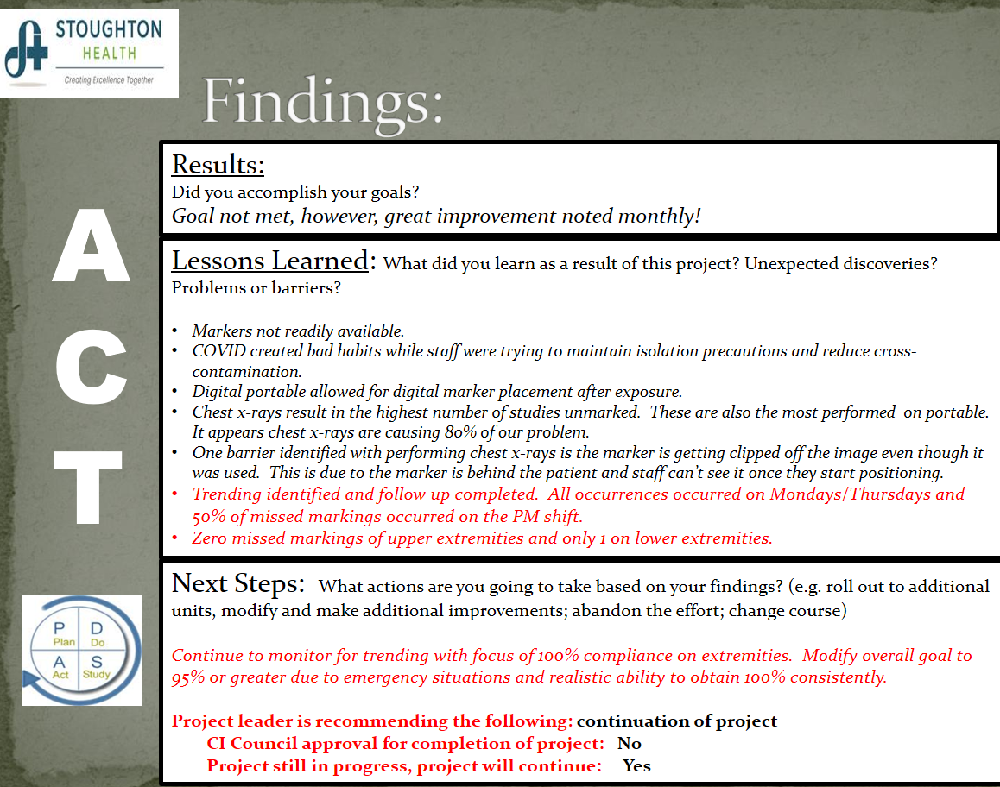 STOUGHTON
HEALTH
Creating Excellence Together
Findings:
A
C
T
Results:
Did you accomplish your goals?
Goal not met, however, great improvement noted monthly!
Lessons Learned: What did you learn as a result of this project? Unexpected discoveries?
Problems or barriers?
• Markers not readily available.
• COVID created bad habits while staff were trying to maintain isolation precautions and reduce cross-
contamination.
• Digital portable allowed for digital marker placement after exposure.
• Chest x-rays result in the highest number of studies unmarked. These are also the most performed on portable.
It appears chest x-rays are causing 80% of our problem.
• One barrier identified with performing chest x-rays is the marker is getting clipped off the image even though it
was used. This is due to the marker is behind the patient and staff can't see it once they start positioning.
• Trending identified and follow up completed. All occurrences occurred on Mondays/Thursdays and
50% of missed markings occurred on the PM shift.
• Zero missed markings of upper extremities and only 1 on lower extremities.
Next Steps: What actions are you going to take based on your findings? (e.g. roll out to additional
units, modify and make additional improvements; abandon the effort; change course)
Continue to monitor for trending with focus of 100% compliance on extremities. Modify overall goal to
95% or greater due to emergency situations and realistic ability to obtain 100% consistently.
Project leader is recommending the following: continuation of project
CI Council approval for completion of project: No
Project still in progress, project will continue: Yes
P D
Plan Do
A S
Act Study